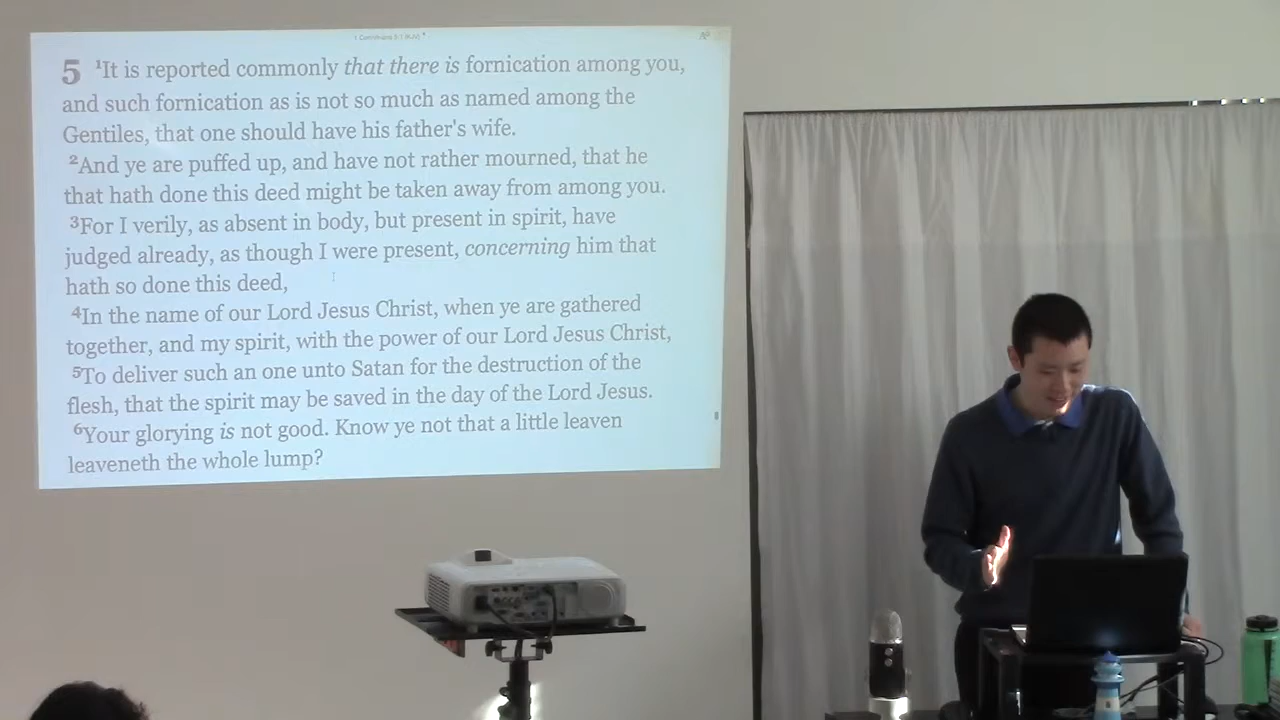 1 Corinthians 5:1 (KJV)
5 1It is reported commonly that there is fornication among you,
and such fornication as is not so much as named among the
Gentiles, that one should have his father's wife.
2And ye are puffed up, and have not rather mourned, that he
that hath done this deed might be taken away from among you.
3For I verily, as absent in body, but present in spirit, have
judged already, as though I were present, concerning him that
hath so done this deed,
4In the name of our Lord Jesus Christ, when ye are gathered
together, and my spirit, with the power of our Lord Jesus Christ,
5To deliver such an one unto Satan for the destruction of the
flesh, that the spirit may be saved in the day of the Lord Jesus.
6Your glorying is not good. Know ye not that a little leaven
leaveneth the whole lump?